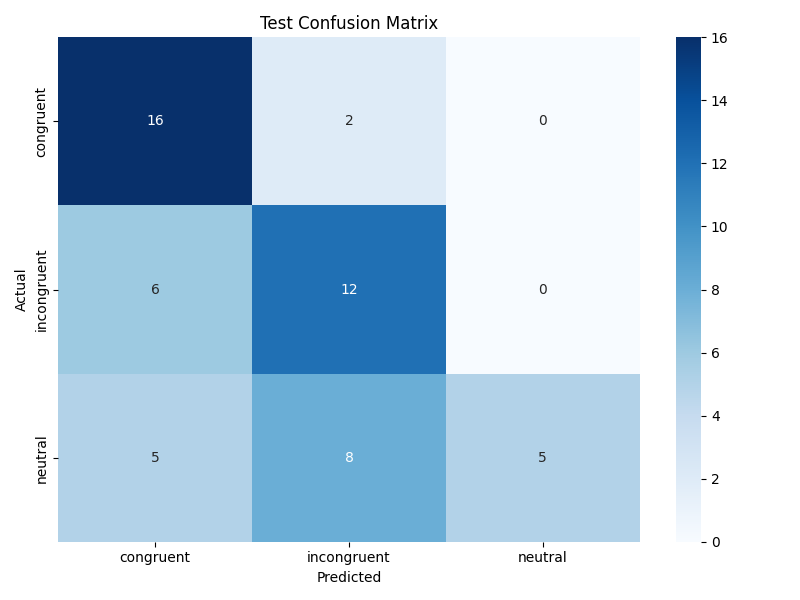 Test Confusion Matrix
Actual
congruent
16
2
0
incongruent
6
12
0
neutral
5
8
5
congruent
incongruent
neutral
Predicted
16
14
12
10
8
6
4
2
0